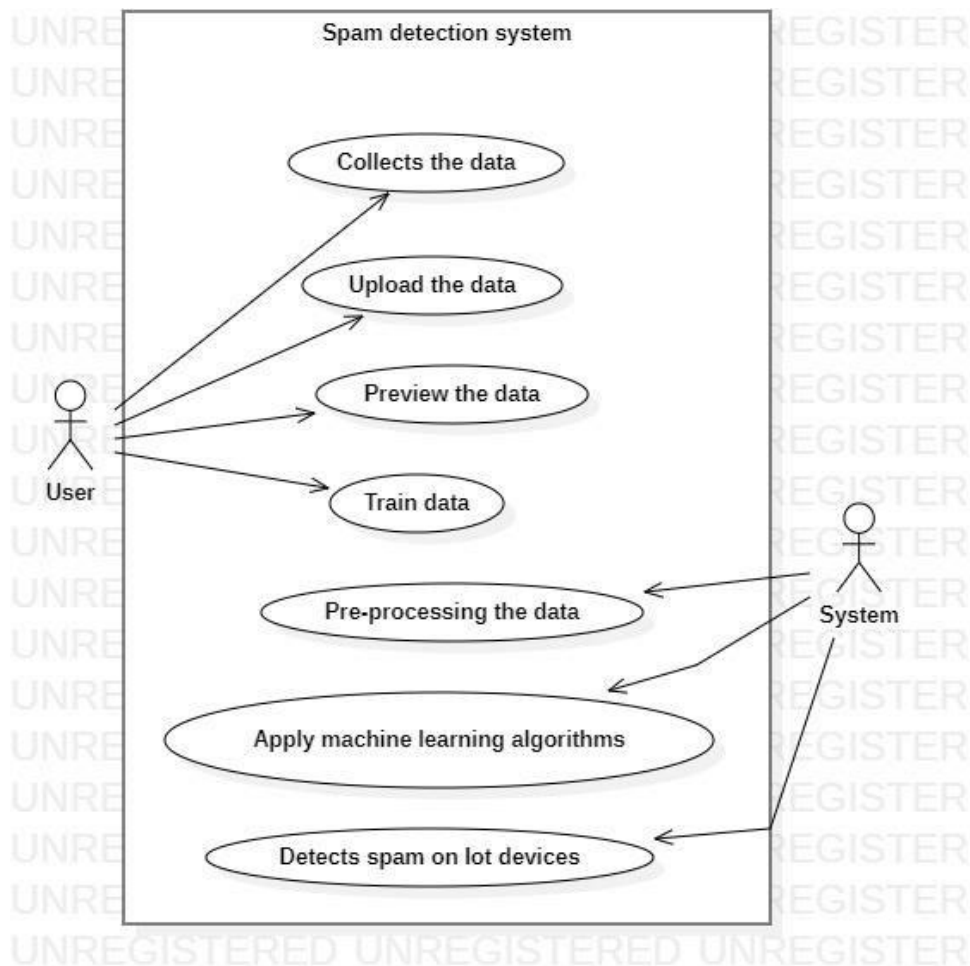 Spam detection system
Collects the data
Upload the data
Preview the data
Train data
User
Pre-processing the data
System
Apply machine learning algorithms
Detects spam on Iot devices
UNREGISTERED UNREGISTERED UNREGISTER